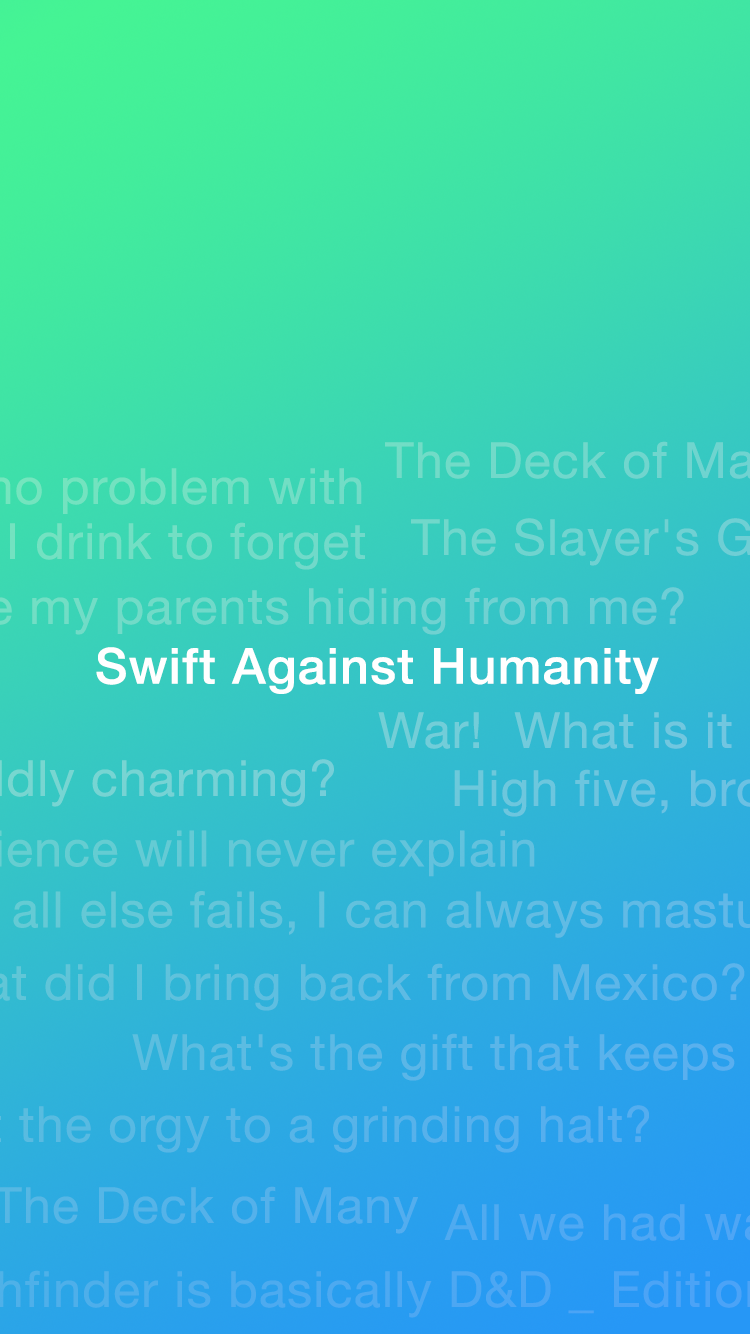 The Deck of Ma
no problem with
The Slayer's G
I drink to forget
e my parents hiding from me?
Swift Against Humanity
War!  What is it
ldly charming?
High five, bro
ience will never explain
all else fails, I can always mastu
at did I bring back from Mexico?
What's the gift that keeps
t the orgy to a grinding halt?
The Deck of Many
All we had wa
hfinder is basically D&D _ Edition